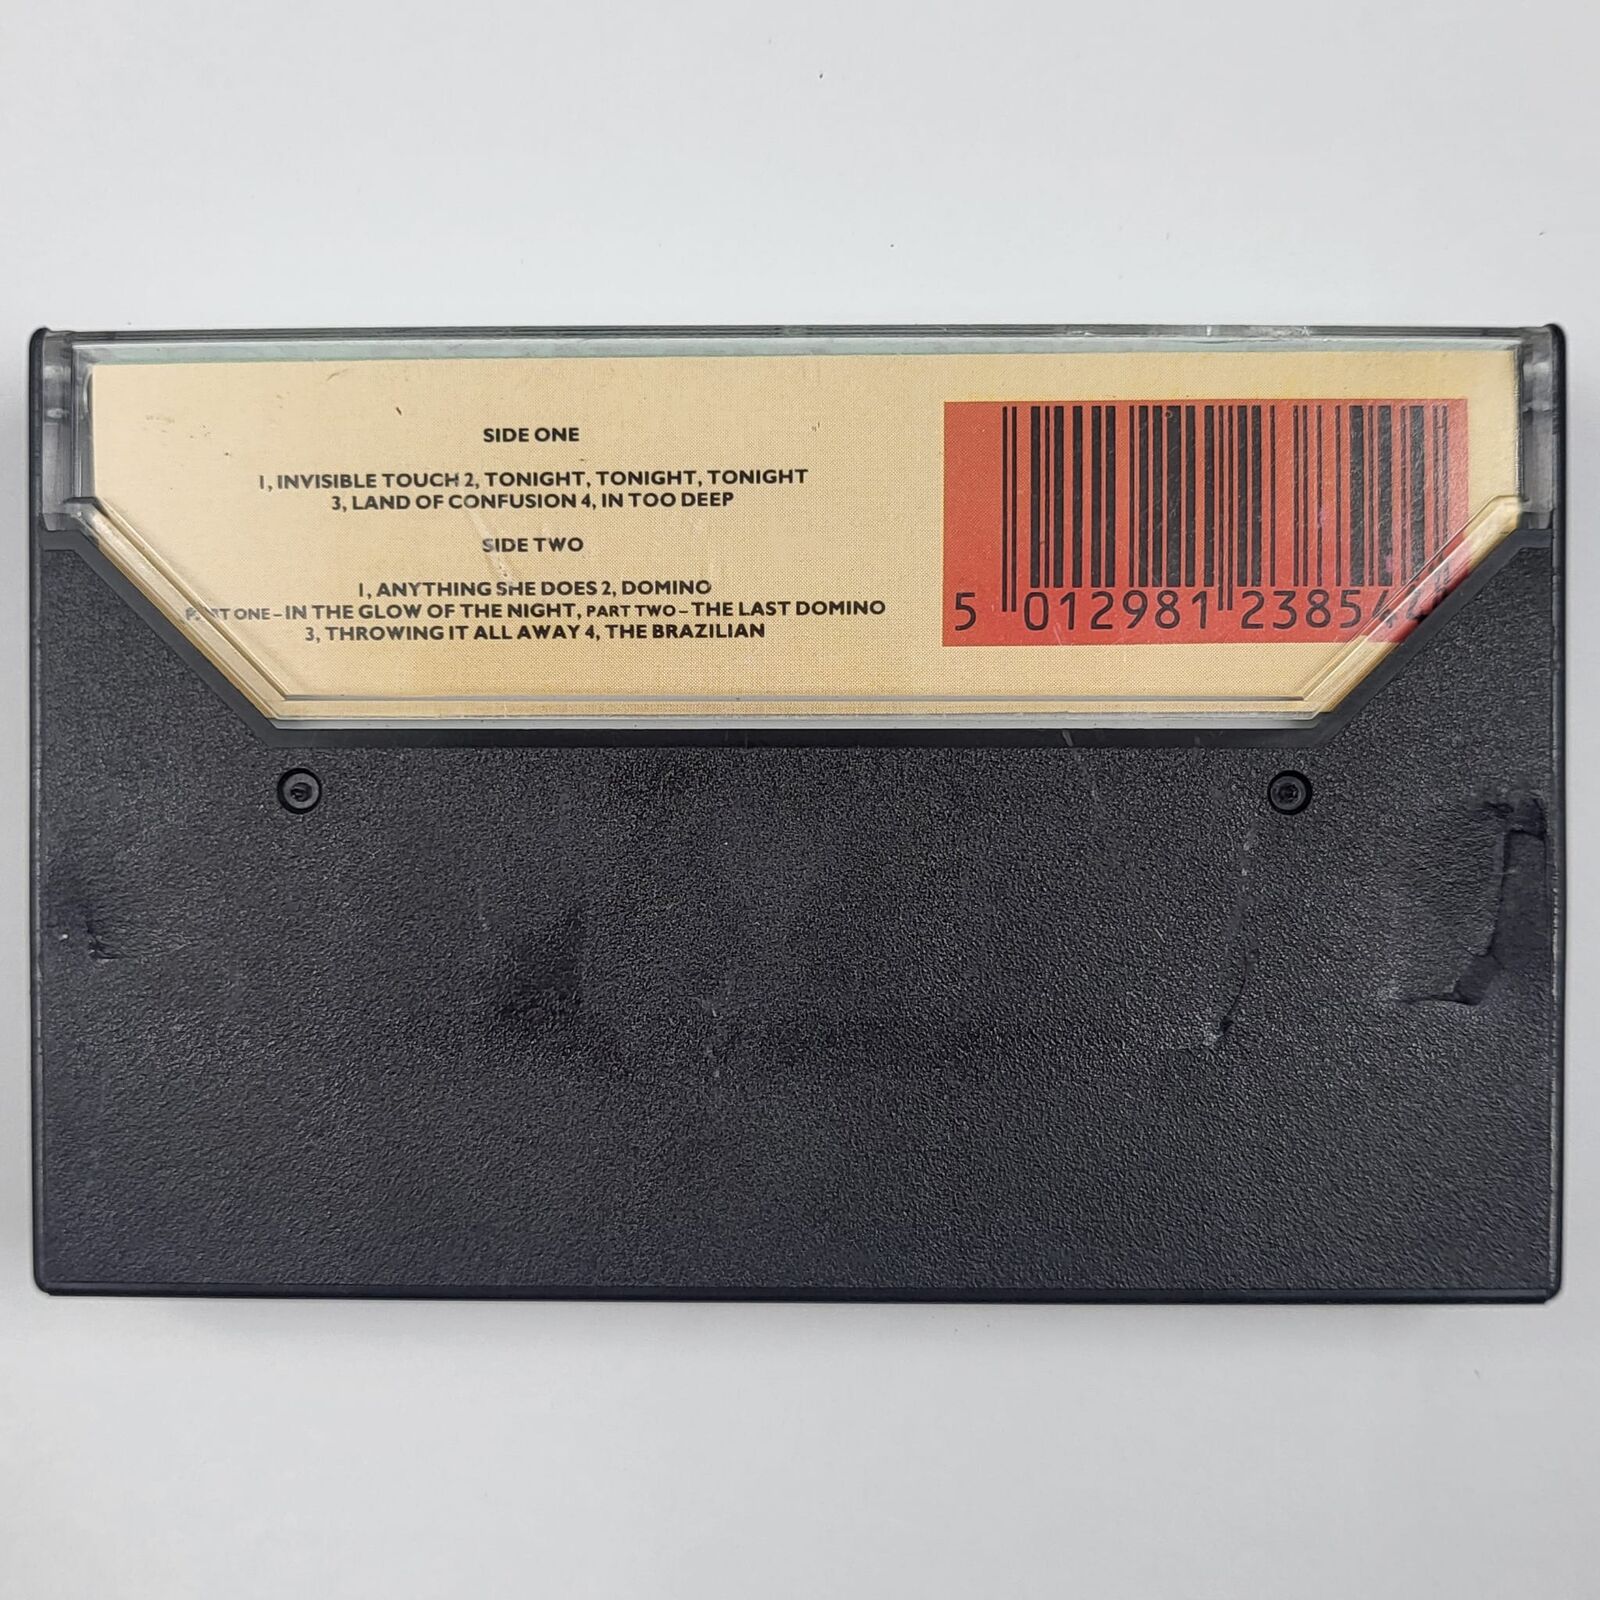 SIDE ONE
1, INVISIBLE TOUCH 2, TONIGHT, TONIGHT, TONIGHT
3, LAND OF CONFUSION 4, IN TOO DEEP
SIDE TWO
1, ANYTHING SHE DOES 2, DOMINO
PART ONE – IN THE GLOW OF THE NIGHT, PART TWO – THE LAST DOMINO
3, THROWING IT ALL AWAY 4, THE BRAZILIAN
5 012981 238544